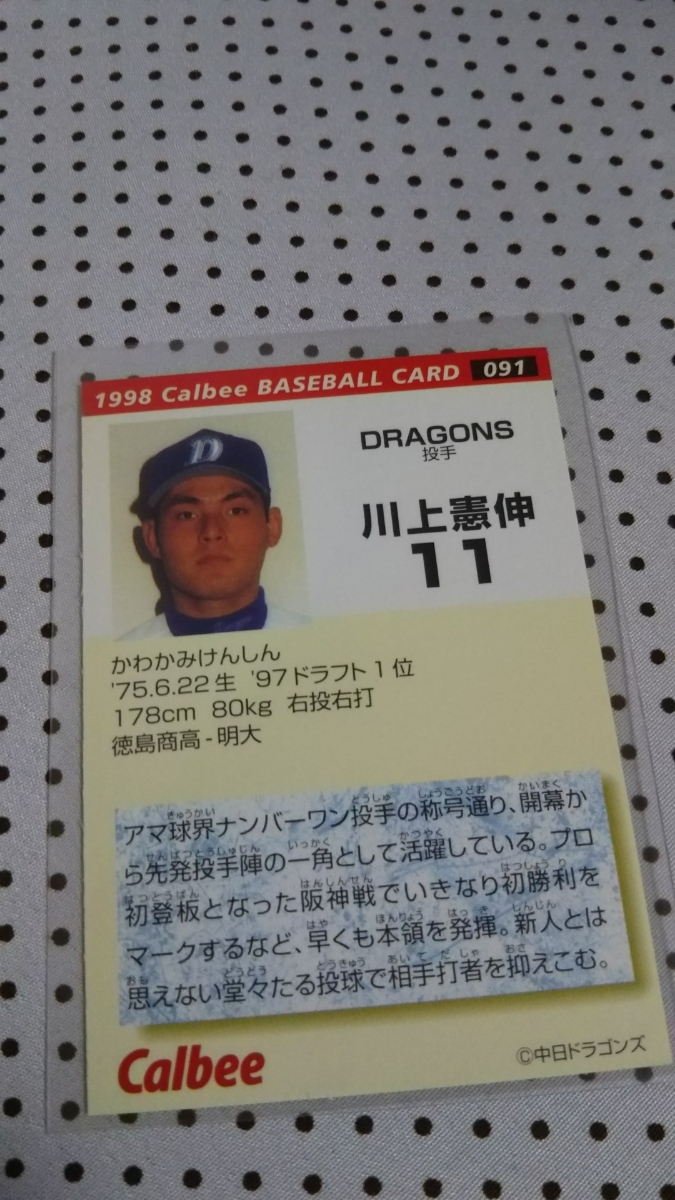 1998 Calbee BASEBALL CARD 091
DRAGONS
投手
川上憲伸
11
かわかみけんしん
'75.6.22生 '97ドラフト1位
178cm 80kg 右投右打
徳島商高-明大
アマ球界ナンバーワン投手の称号通り、開幕か
ら先発投手陣の一角として活躍している。プロ
初登板となった阪神戦でいきなり初勝利を
マークするなど、早くも本領を発揮。新人とは
思えない堂々たる投球で相手打者を抑えこむ。
Calbee
©中日ドラゴンズ